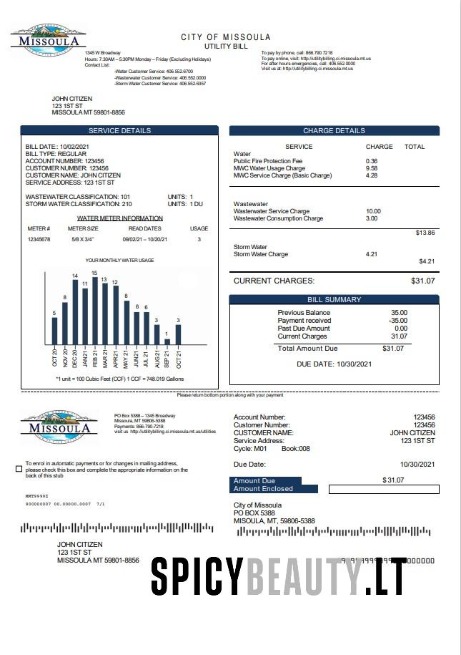 MISSOULA
SPICY OF MISSOULA
UTILITY BILL
1345 W Broadway
Hours: 7:30AM – 5:30PM Monday – Friday (Excluding Holidays)
Contact List:
-Water Customer Service: 406.552.6700
-Wastewater Customer Service: 406.552.0000
-Storm Water Customer Service: 406.552.6357
To pay by phone, call: 866.790.7218
To pay online, visit: http://utilitybilling.ci.missoula.mt.us
For after hours emergencies, call: 406.552.0000
Visit us at: http://utilitybilling.ci.missoula.mt.us
JOHN CITIZEN
123 1ST ST
MISSOULA MT 59801-8856
SERVICE DETAILS
BILL DATE: 10/02/2021
BILL TYPE: REGULAR
ACCOUNT NUMBER: 123456
CUSTOMER NUMBER: 123456
CUSTOMER NAME: JOHN CITIZEN
SERVICE ADDRESS: 123 1ST ST
WASTEWATER CLASSIFICATION: 101 UNITS: 1
STORM WATER CLASSIFICATION: 210 UNITS: 1 DU
WATER METER INFORMATION
METER # METER SIZE READ DATES USAGE
12345678 5/8 X 3/4" 09/02/21 – 10/20/21 3
YOUR MONTHLY WATER USAGE
5 8 14 11 15 13 12 8 6 6 3 1 3
OCT 20 NOV 20 DEC 20 JAN 21 FEB 21 MAR 21 APR 21 MAY 21 JUN 21 JUL 21 AUG 21 SEP 21 OCT 21
*1 unit = 100 Cubic Feet (CCF) 1 CCF = 748.019 Gallons
CHARGE DETAILS
SERVICE CHARGE TOTAL
Water
Public Fire Protection Fee 0.36
MWC Water Usage Charge 9.58
MWC Service Charge (Basic Charge) 4.28
Wastewater
Wastewater Service Charge 10.00
Wastewater Consumption Charge 3.00
$13.86
Storm Water
Storm Water Charge 4.21
$4.21
CURRENT CHARGES: $31.07
BILL SUMMARY
Previous Balance 35.00
Payment received -35.00
Past Due Amount 0.00
Current Charges 31.07
Total Amount Due $31.07
DUE DATE: 10/30/2021
Please return bottom portion along with your payment
MISSOULA
PO Box 5388 – 1345 Broadway
Missoula, MT 59806-5388
Payments: 866.790.7218
visit us http://utilitybilling.ci.missoula.mt.us/utilities
To enroll in automatic payments or for changes in mailing address,
please check this box and complete the appropriate information on the
back of this stub
Account Number: 123456
Customer Number: 123456
CUSTOMER NAME: JOHN CITIZEN
Service Address: 123 1ST ST
Cycle: M01 Book:008
Due Date: 10/30/2021
Amount Due $31.07
Amount Enclosed
City of Missoula
PO BOX 5388
MISOULA, MT, 59806-5388
JOHN CITIZEN
123 1ST ST
MISSOULA MT 59801-8856
SPICYBEAUTY.LT